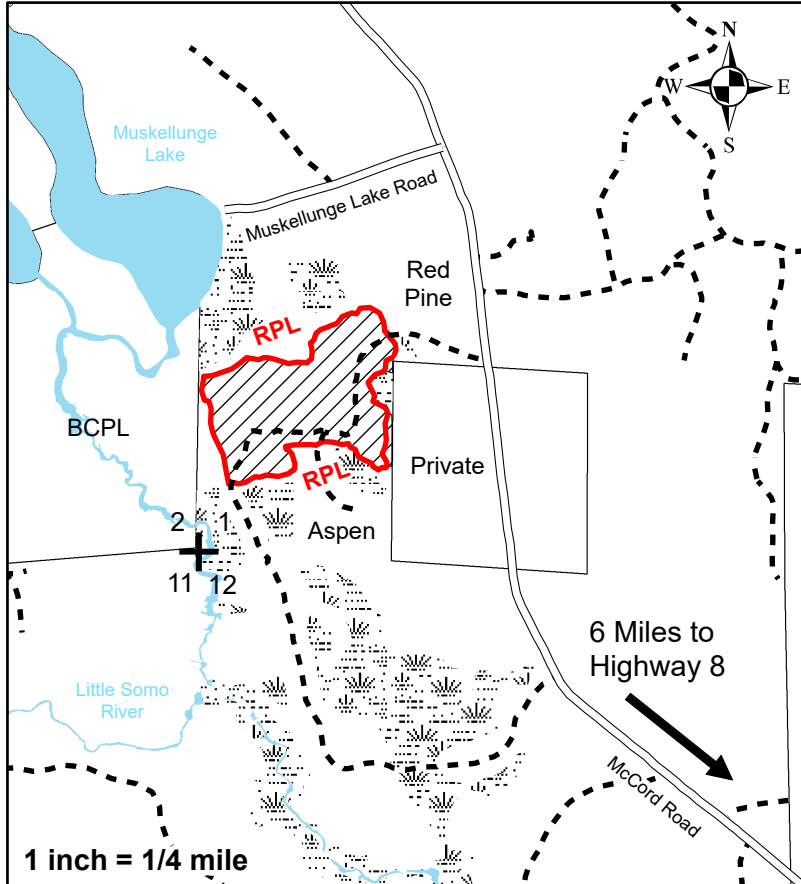 N
W
E
S
Muskellunge
Lake
Muskellunge Lake Road
Red
Pine
RPL
BCPL
Private
RPL
Aspen
2 1
11 12
6 Miles to
Highway 8
Little Somo
River
McCord Road
1 inch = 1/4 mile